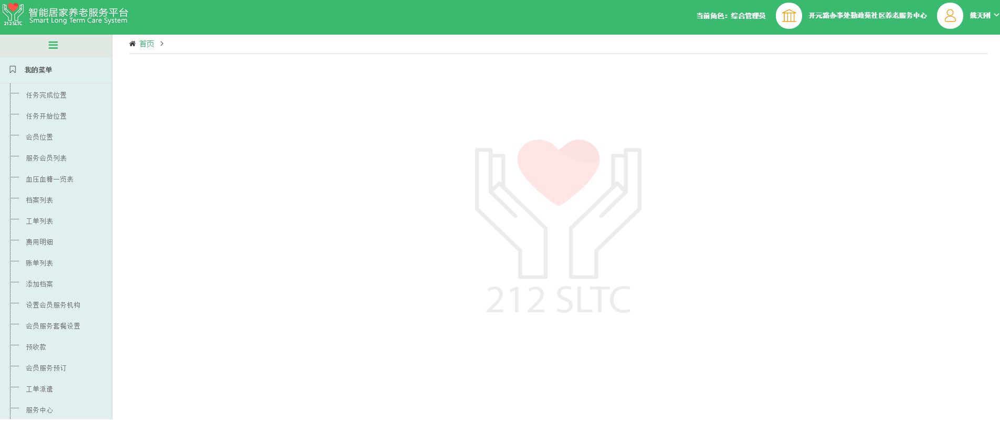 智能居家养老服务平台
Smart Long Term Care System
212 SLTC
当前角色：综合管理员
开元路办事处勤政苑社区养老服务中心
姚天刚
首页
我的菜单
任务完成位置
任务开始位置
会员位置
服务会员列表
血压血糖一览表
档案列表
工单列表
费用明细
账单列表
添加档案
设置会员服务机构
会员服务套餐设置
预收款
会员服务预订
工单派遣
服务中心
212 SLTC